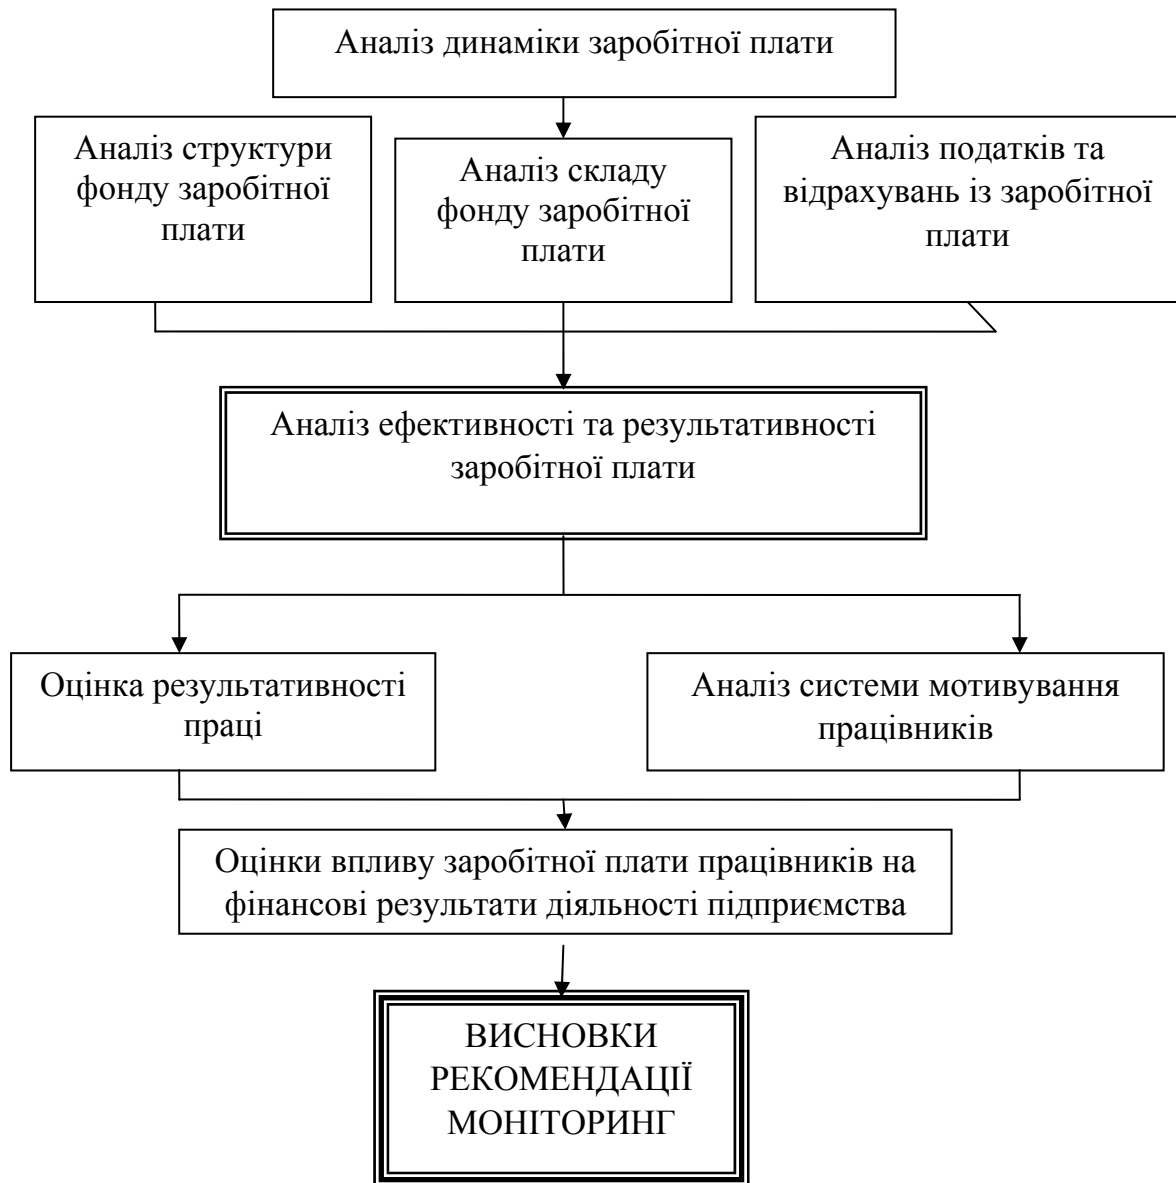 Аналіз динаміки заробітної плати
Аналіз структури
фонду заробітної
плати
Аналіз складу
фонду заробітної
плати
Аналіз податків та
відрахувань із заробітної
плати
Аналіз ефективності та результативності
заробітної плати
Оцінка результативності
праці
Аналіз системи мотивування
працівників
Оцінки впливу заробітної плати працівників на
фінансові результати діяльності підприємства
ВИСНОВКИ
РЕКОМЕНДАЦІЇ
МОНІТОРИНГ